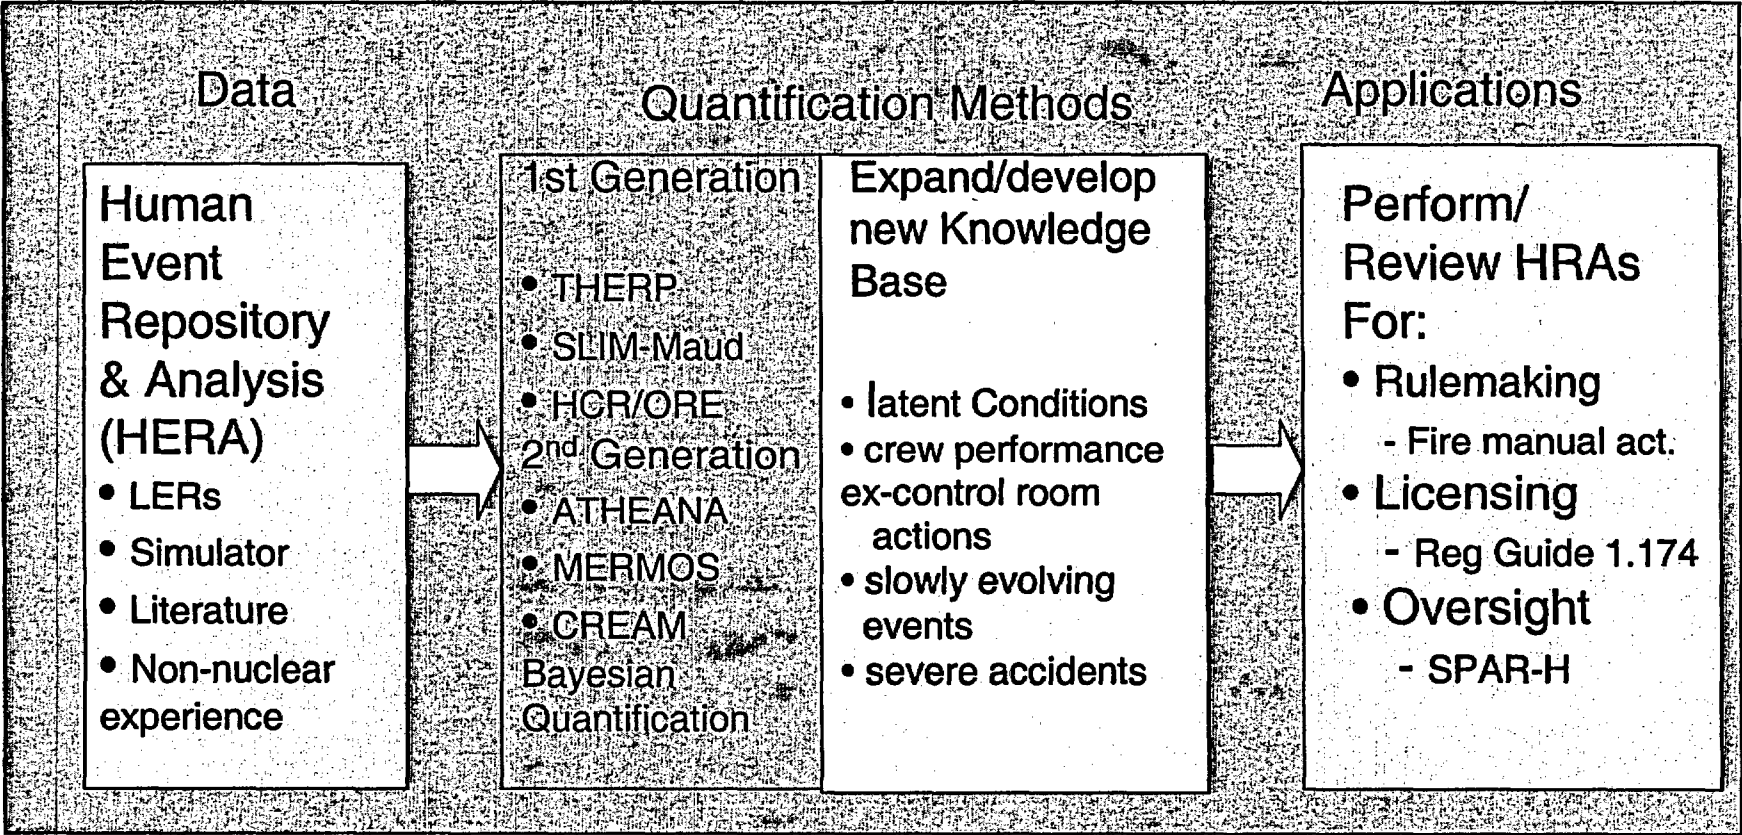 Data
Quantification Methods
Applications
Human
Event
Repository
& Analysis
(HERA)
• LERs
• Simulator
• Literature
• Non-nuclear
experience
1st Generation
• THERP
• SLIM-Maud
• HCR/ORE
2nd Generation
• ATHEANA
• MERMOS
• CREAM
Bayesian
Quantification
Expand/develop
new Knowledge
Base
• latent Conditions
• crew performance
ex-control room
actions
• slowly evolving
events
• severe accidents
Perform/
Review HRAs
For:
• Rulemaking
- Fire manual act.
• Licensing
- Reg Guide 1.174
• Oversight
- SPAR-H